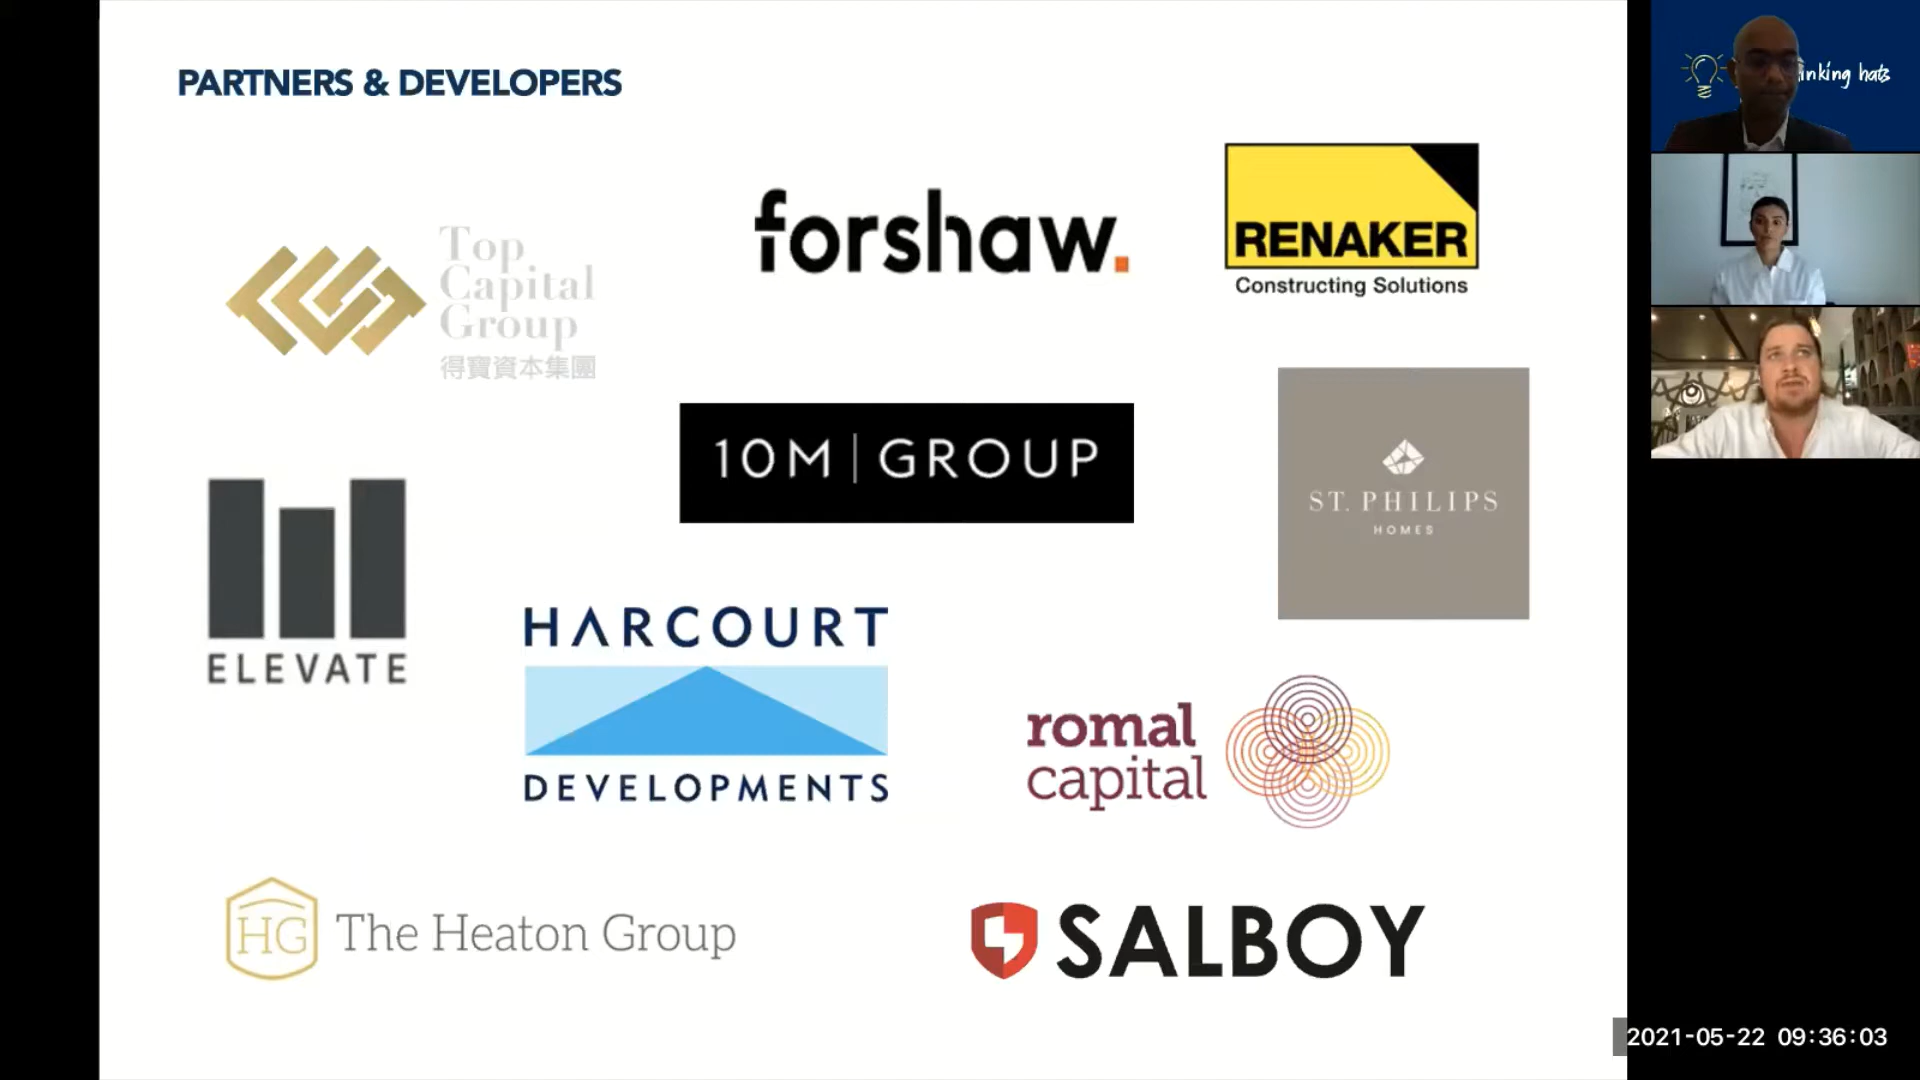 PARTNERS & DEVELOPERS
Top
Capital
Group
得寶資本集團
forshaw.
RENAKER
Constructing Solutions
10M | GROUP
ST. PHILIPS
HOMES
ELEVATE
HARCOURT
DEVELOPMENTS
romal
capital
HG The Heaton Group
SALBOY
hats
2021-05-22 09:36:03